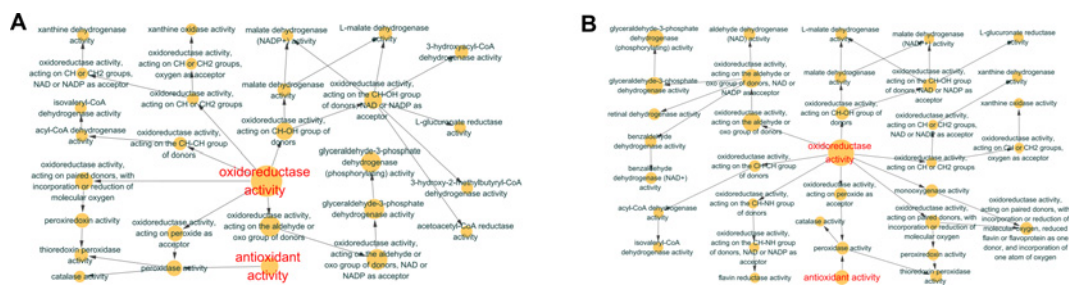 A
xanthine dehydrogenase
activity
xanthine oxidase activity
malate dehydrogenase
(NADP+) activity
L-malate dehydrogenase
activity
oxidoreductase activity,
acting on CH or CH2 groups,
NAD or NADP as acceptor
oxidoreductase activity,
acting on CH or CH2 groups,
oxygen as acceptor
3-hydroxyacyl-CoA
dehydrogenase activity
malate dehydrogenase
activity
oxidoreductase activity,
acting on the CH-OH group of
donors, NAD or NADP as
acceptor
isovaleryl-CoA
dehydrogenase activity
oxidoreductase activity,
acting on CH or CH2 groups
acyl-CoA dehydrogenase
activity
oxidoreductase activity,
acting on CH-OH group of
donors
L-gluconate reductase
activity
oxidoreductase activity,
acting on the CH-CH group of
donors
glyceraldehyde-3-phosphate
dehydrogenase
(phosphorylating) activity
oxidoreductase activity,
acting on paired donors, with
incorporation or reduction of
molecular oxygen
oxidoreductase
activity
3-hydroxy-2-methylbutyryl-CoA
dehydrogenase activity
glyceraldehyde-3-phosphate
dehydrogenase activity
peroxiredoxin activity
oxidoreductase activity,
acting on peroxide as
acceptor
oxidoreductase activity,
acting on the aldehyde or
oxo group of donors
acetoacetyl-CoA reductase
activity
thioredoxin peroxidase
activity
antioxidant
activity
oxidoreductase activity,
acting on the aldehyde or oxo
group of donors, NAD or
NADP as acceptor
catalase activity
peroxidase activity
B
glyceraldehyde-3-phosphate
dehydrogenase
(phosphorylating) activity
aldehyde dehydrogenase
(NAD) activity
L-malate dehydrogenase
activity
malate dehydrogenase
(NADP+) activity
L-gluronate reductase
activity
glyceraldehyde-3-phosphate
dehydrogenase activity
oxidoreductase activity,
acting on the aldehyde or oxo
group of donors, NAD or
NADP as acceptor
malate dehydrogenase
activity
oxidoreductase activity,
acting on the CH-OH group of
donors, NAD or NADP as
acceptor
xanthine dehydrogenase
activity
retinal dehydrogenase activity
xanthine oxidase activity
oxidoreductase activity,
acting on the aldehyde or
oxo group of donors
oxidoreductase activity,
acting on CH-OH group of
donors
oxidoreductase activity,
acting on CH or CH2 groups,
NAD or NADP as acceptor
benzaldehyde
dehydrogenase activity
oxidoreductase
activity
oxidoreductase activity,
acting on CH or CH2 groups,
oxygen as acceptor
benzaldehyde
dehydrogenase (NAD+) activity
oxidoreductase activity,
acting on the CH-CH group of
donors
oxidoreductase activity,
acting on CH or CH2 groups
acyl-CoA dehydrogenase
activity
oxidoreductase activity,
acting on the CH-NH group of
donors
oxidoreductase activity,
acting on peroxide as
acceptor
monooxygenase activity
catalase activity
oxidoreductase activity,
acting on paired donors, with
incorporation or reduction of
molecular oxygen
oxidoreductase activity,
acting on paired donors, with
incorporation or reduction of
molecular oxygen, reduced
flavin or flavoprotein as one
donor, and incorporation of
one atom of oxygen
isovaleryl-CoA
dehydrogenase activity
oxidoreductase activity,
acting on the CH-NH group
of donors, NAD or NADP as
acceptor
peroxidase activity
peroxiredoxin activity
flavin reductase activity
antioxidant activity
thioredoxin peroxidase activity